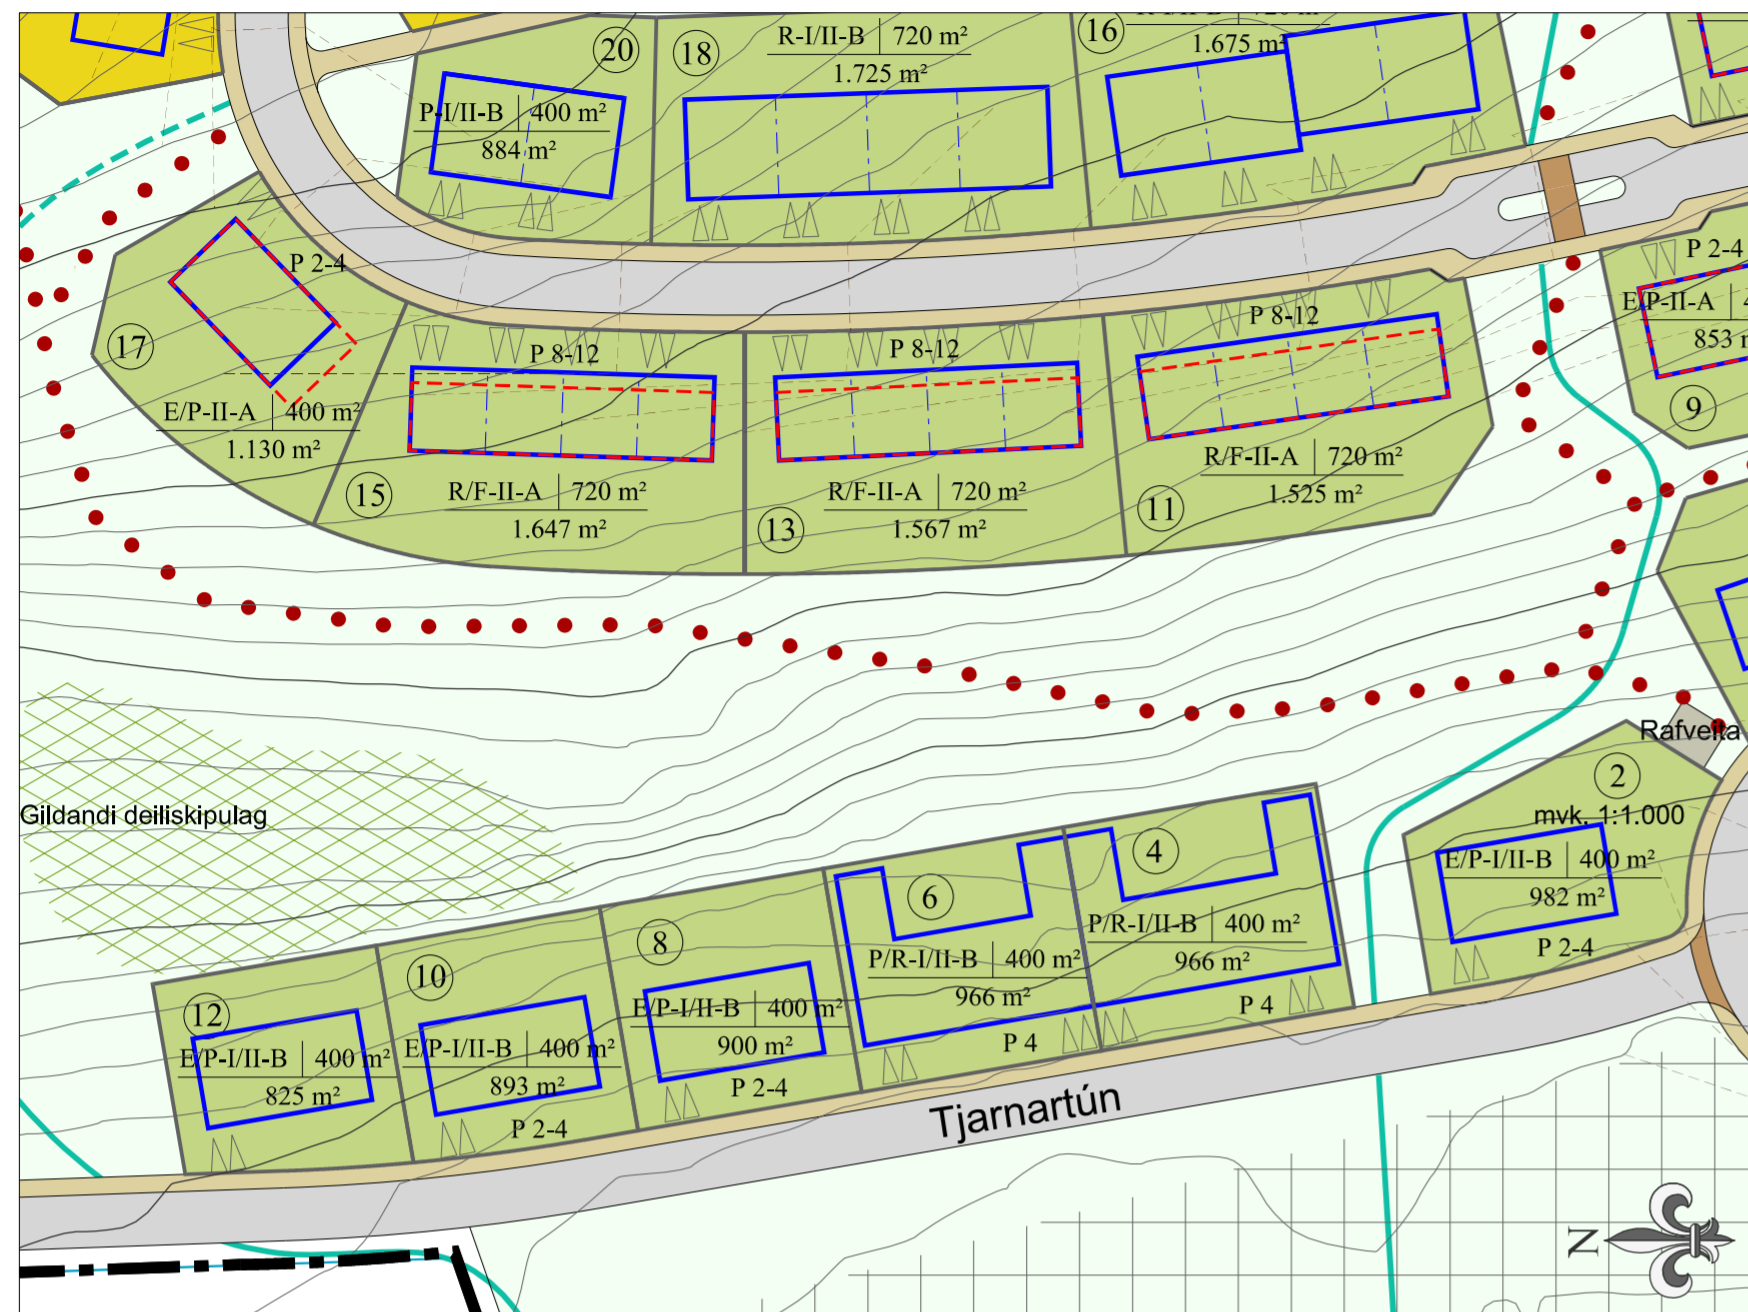 20
18
R-I/II-B 720 m²
1.725 m²
16
1.675 m²
P-I/II-B 400 m²
884 m²
P 2-4
17
E/P-II-A 400 m²
1.130 m²
P 8-12
15
R/F-II-A 720 m²
1.647 m²
P 8-12
13
R/F-II-A 720 m²
1.567 m²
P 8-12
11
R/F-II-A 720 m²
1.525 m²
P 2-4
E/P-II-A
853
9
Rafveita
2
mvk. 1:1.000
E/P-I/II-B 400 m²
982 m²
P 2-4
Gildandi deiliskipulag
4
P/R-I/II-B 400 m²
966 m²
P 4
6
P/R-I/II-B 400 m²
966 m²
P 4
8
E/P-I/II-B 400 m²
900 m²
P 2-4
10
E/P-I/II-B 400 m²
893 m²
P 2-4
12
E/P-I/II-B 400 m²
825 m²
Tjarnartún
N